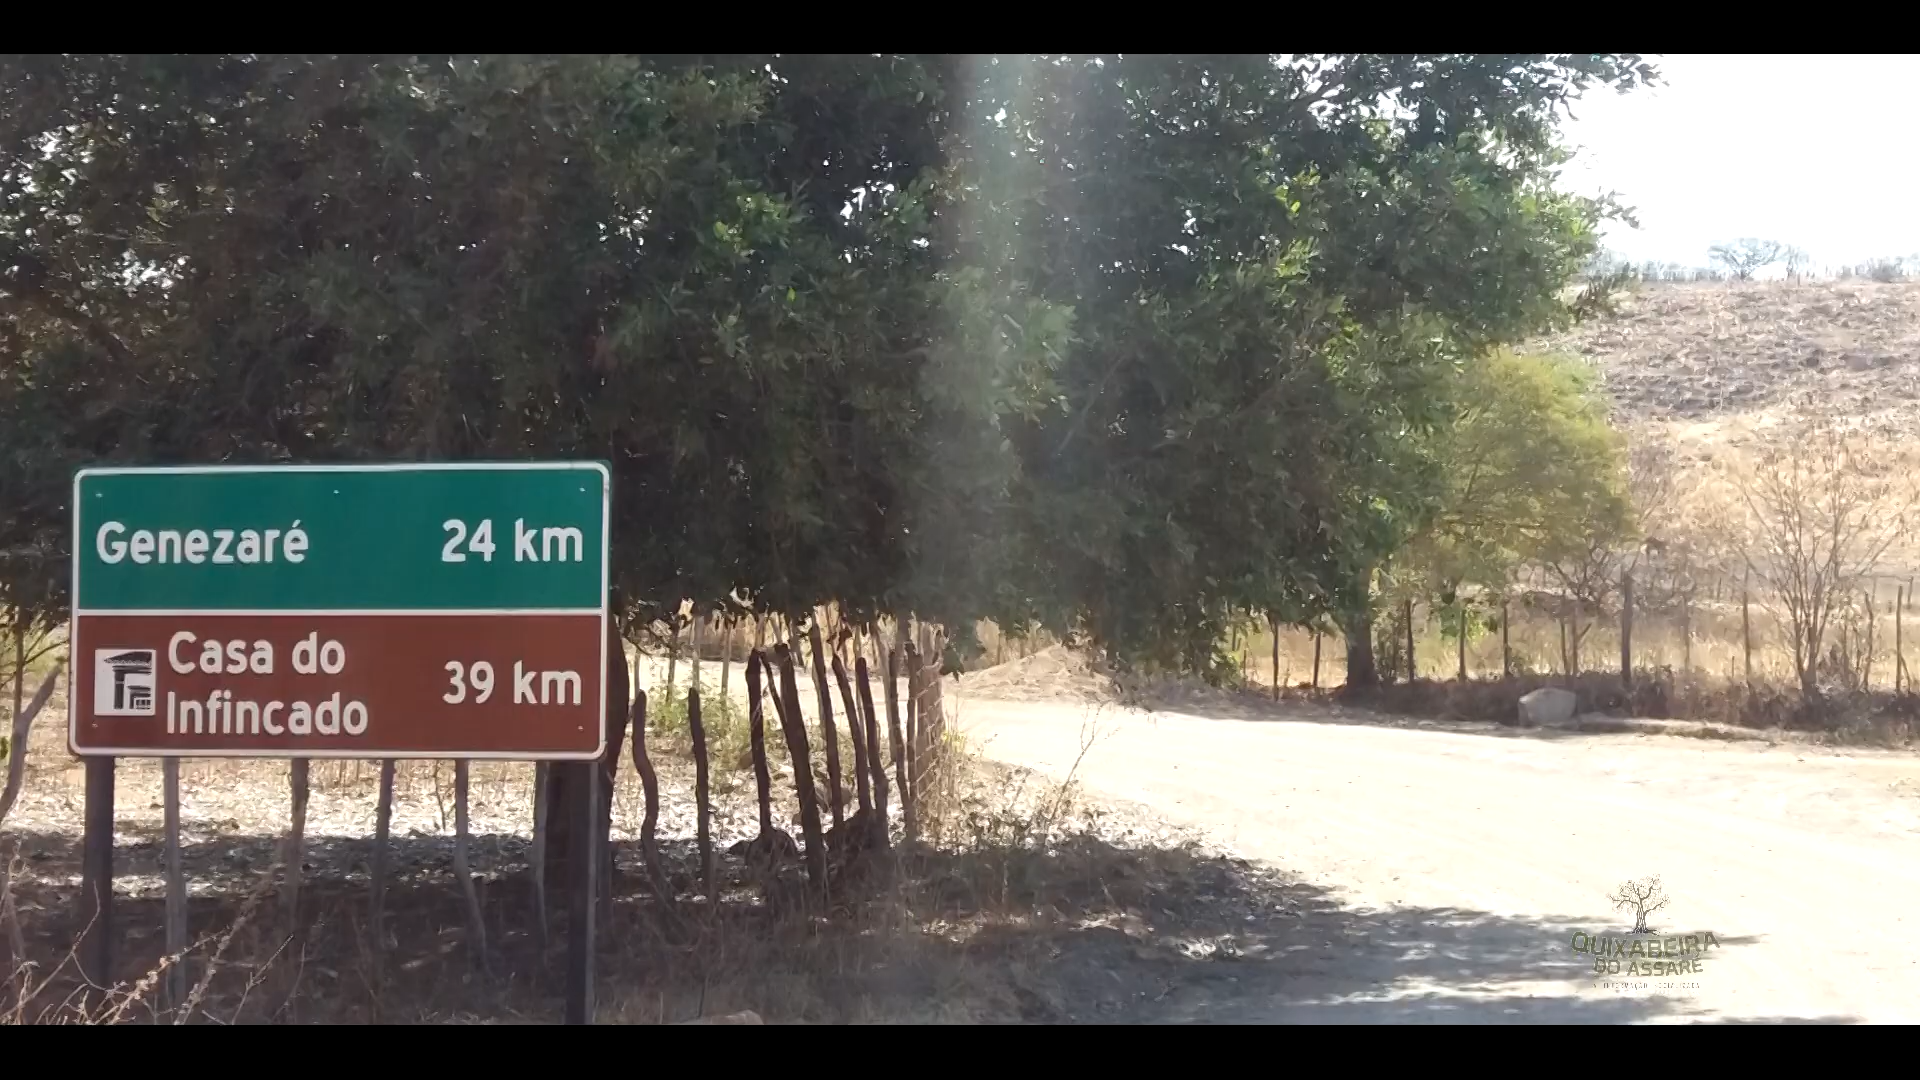 Genezaré 24 km
Casa do
Infincado 39 km
QUIXABEIRA
DO ASSARÉ